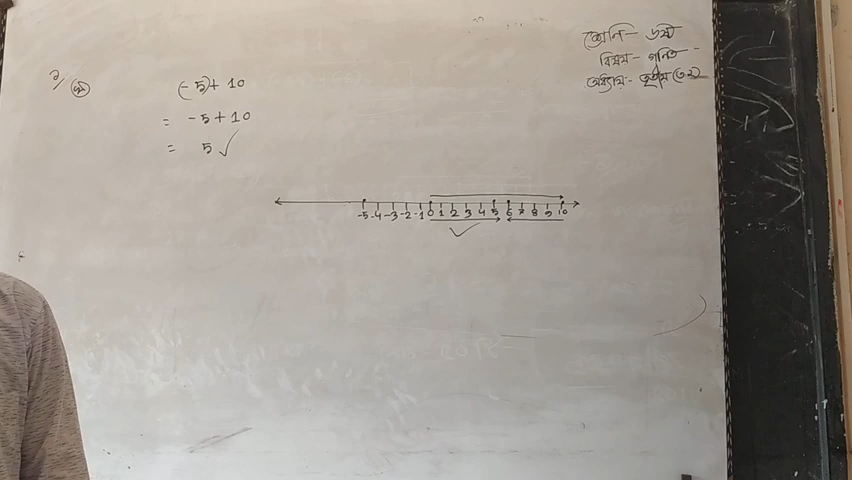 শ্রেণি - ৬ষ্ঠ
বিষয় - গণিত
অধ্যায় - তৃতীয় (৩.২)
১/ (-5) + 10
= -5 + 10
= 5 ✓
-5 -4 -3 -2 -1 0 1 2 3 4 5 6 7 8 9 10
✓